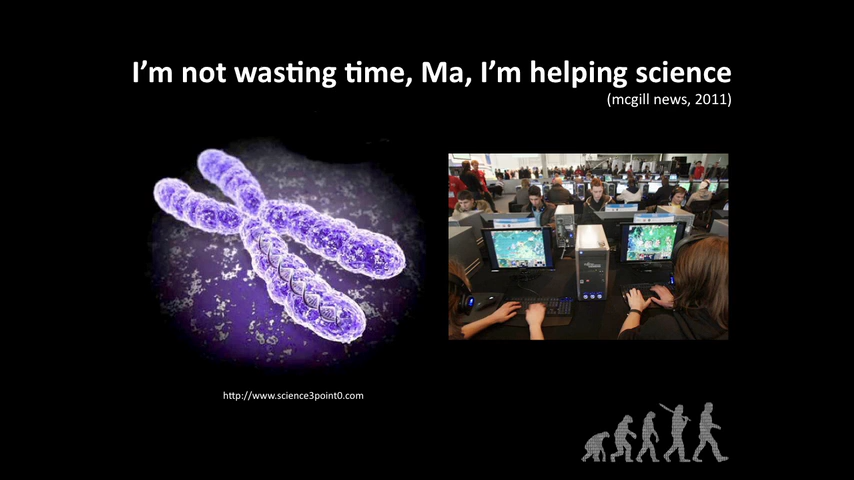 I'm not wasting time, Ma, I'm helping science
(mcgill news, 2011)
http://www.science3point0.com